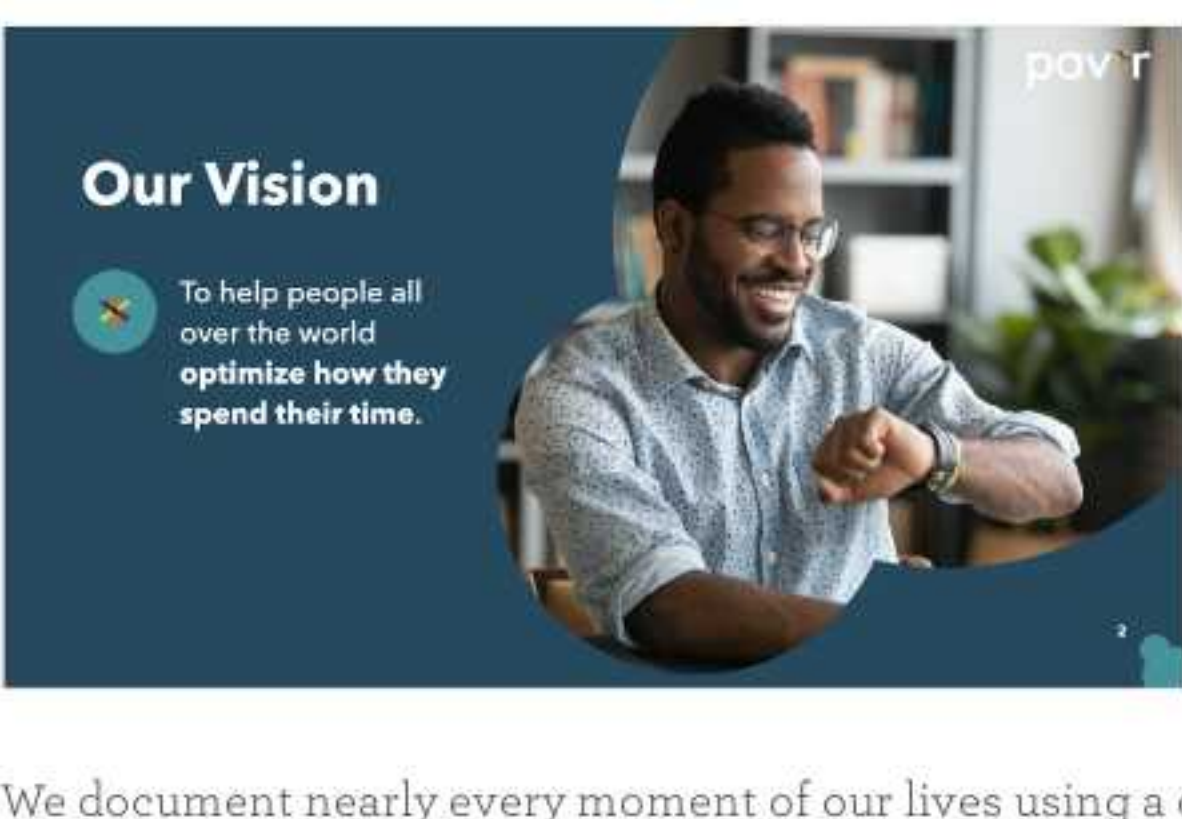 Our Vision
To help people all
over the world
optimize how they
spend their time.
2
We document nearly every moment of our lives using a